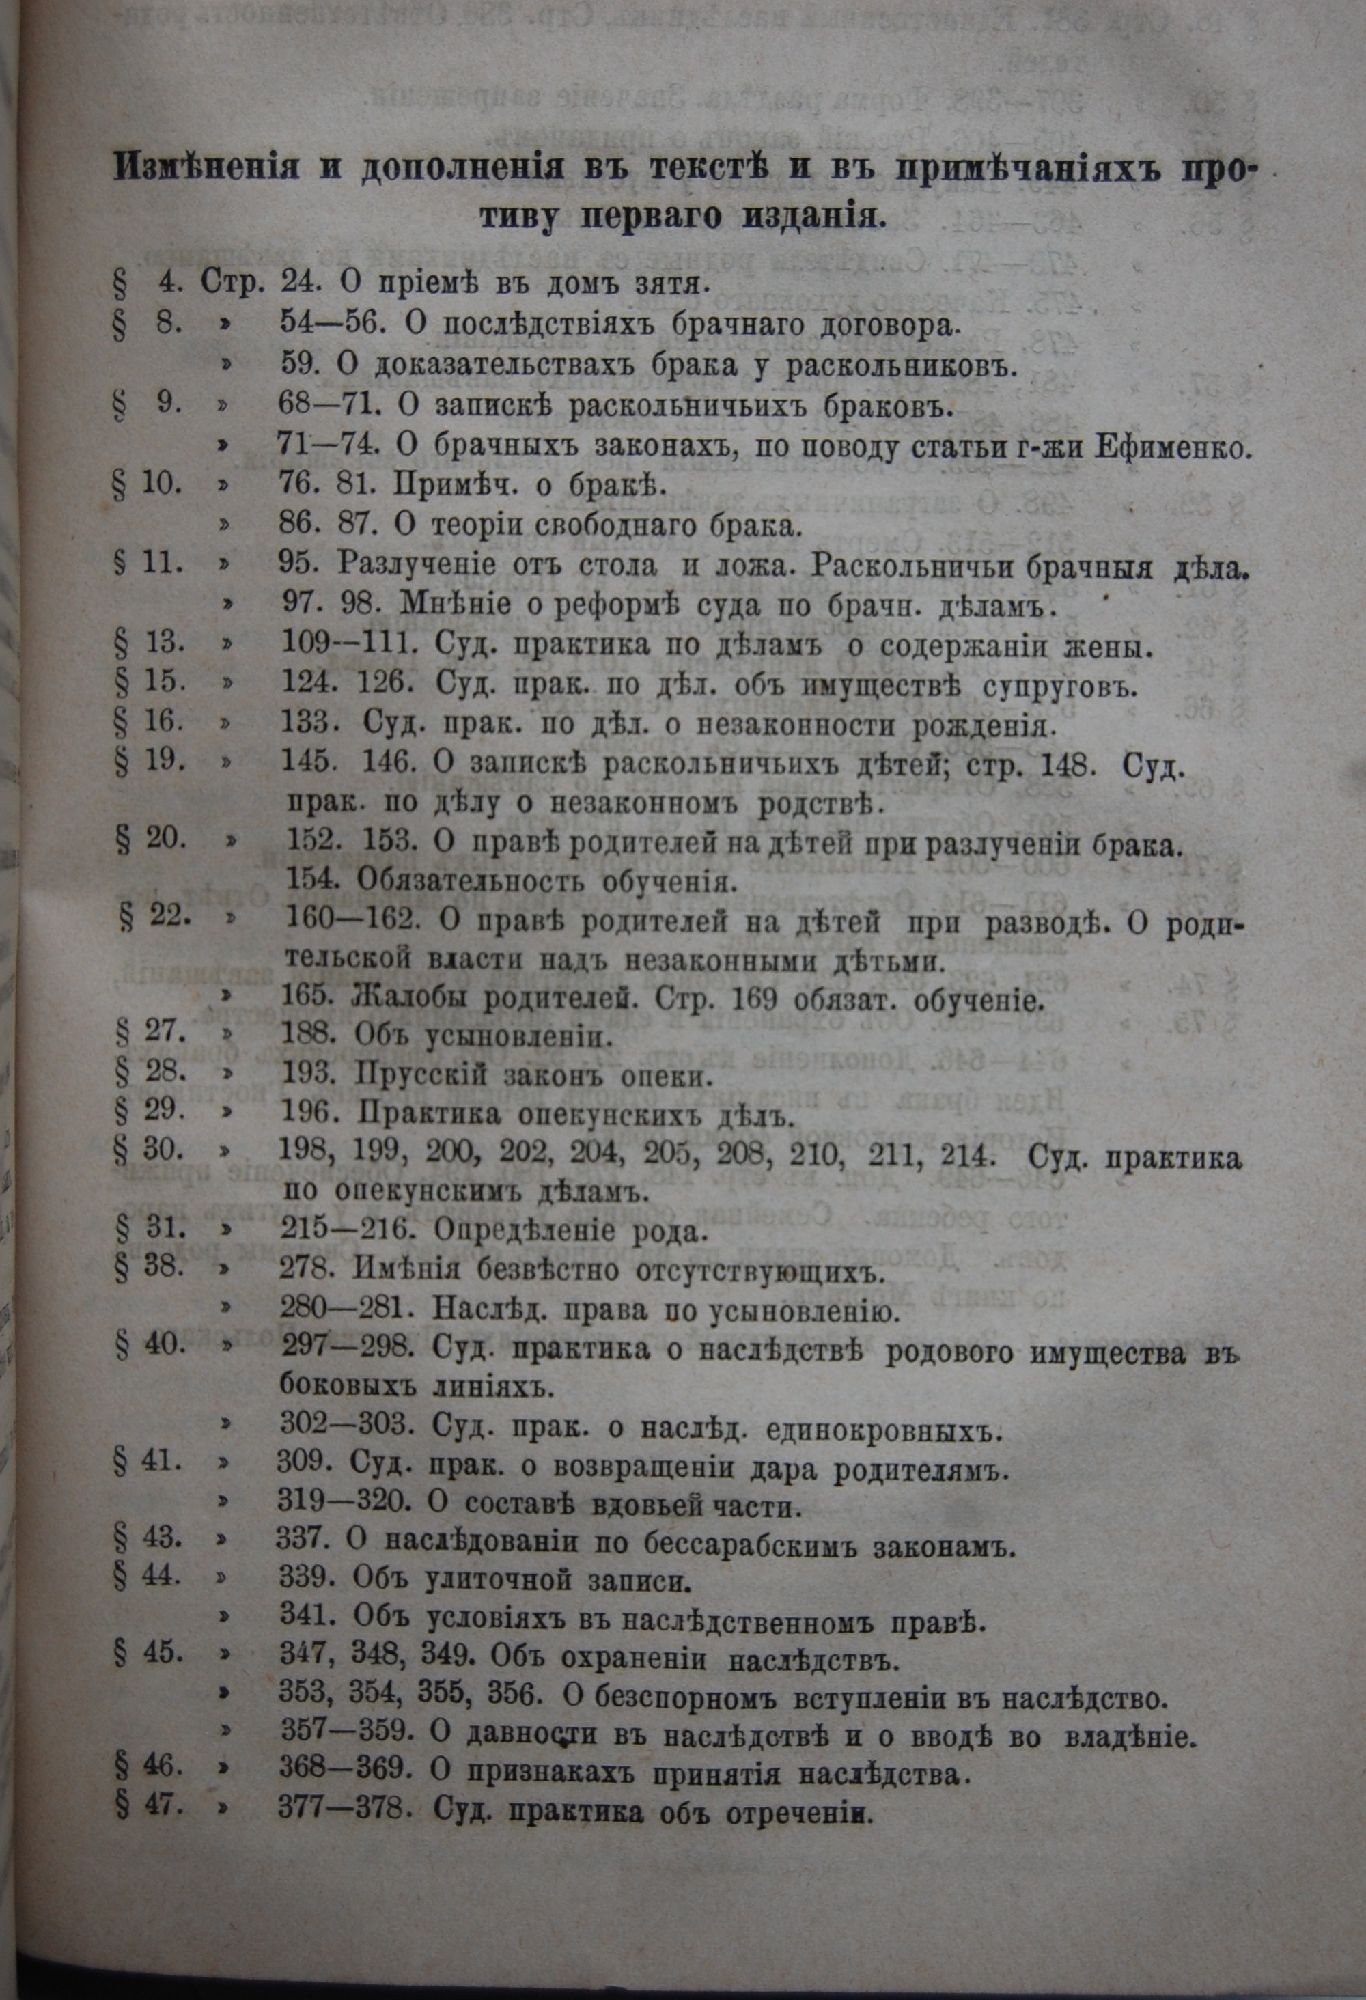 Измѣненія и дополненія въ текстѣ и въ примѣчаніяхъ про-
тиву перваго изданія.
§ 4. Стр. 24. О пріемѣ въ домъ зятя.
§ 8. » 54—56. О послѣдствіяхъ брачнаго договора.
» 59. О доказательствахъ брака у раскольниковъ.
§ 9. » 68—71. О запискѣ раскольничьихъ браковъ.
» 71—74. О брачныхъ законахъ, по поводу статьи г-жи Ефименко.
§ 10. » 76. 81. Примѣч. о бракѣ.
» 86. 87. О теоріи свободнаго брака.
§ 11. » 95. Разлученіе отъ стола и ложа. Раскольничьи брачныя дѣла.
» 97. 98. Мнѣніе о реформѣ суда по брачн. дѣламъ.
§ 13. » 109—111. Суд. практика по дѣламъ о содержаніи жены.
§ 15. » 124. 126. Суд. прак. по дѣл. объ имуществѣ супруговъ.
§ 16. » 133. Суд. прак. по дѣл. о незаконности рожденія.
§ 19. » 145. 146. О запискѣ раскольничьихъ дѣтей; стр. 148. Суд.
прак. по дѣлу о незаконномъ родствѣ.
§ 20. » 152. 153. О правѣ родителей на дѣтей при разлученіи брака.
154. Обязательность обученія.
§ 22. » 160—162. О правѣ родителей на дѣтей при разводѣ. О роди-
тельской власти надъ незаконными дѣтьми.
» 165. Жалобы родителей. Стр. 169 обязат. обученіе.
§ 27. » 188. Объ усыновленіи.
§ 28. » 193. Прусскій законъ опеки.
§ 29. » 196. Практика опекунскихъ дѣлъ.
§ 30. » 198, 199, 200, 202, 204, 205, 208, 210, 211, 214. Суд. практика
по опекунскимъ дѣламъ.
§ 31. » 215—216. Опредѣленіе рода.
§ 38. » 278. Имѣнія безвѣстно отсутствующихъ.
» 280—281. Наслѣд. права по усыновленію.
§ 40. » 297—298. Суд. практика о наслѣдствѣ родового имущества въ
боковыхъ линіяхъ.
» 302—303. Суд. прак. о наслѣд. единокровныхъ.
§ 41. » 309. Суд. прак. о возвращеніи дара родителямъ.
» 319—320. О составѣ вдовьей части.
§ 43. » 337. О наслѣдованіи по бессарабскимъ законамъ.
§ 44. » 339. Объ улиточной записи.
» 341. Объ условіяхъ въ наслѣдственномъ правѣ.
§ 45. » 347, 348, 349. Объ охраненіи наслѣдствъ.
» 353, 354, 355, 356. О безспорномъ вступленіи въ наслѣдство.
» 357—359. О давности въ наслѣдствѣ и о вводѣ во владѣніе.
§ 46. » 368—369. О признакахъ принятія наслѣдства.
§ 47. » 377—378. Суд. практика объ отреченіи.